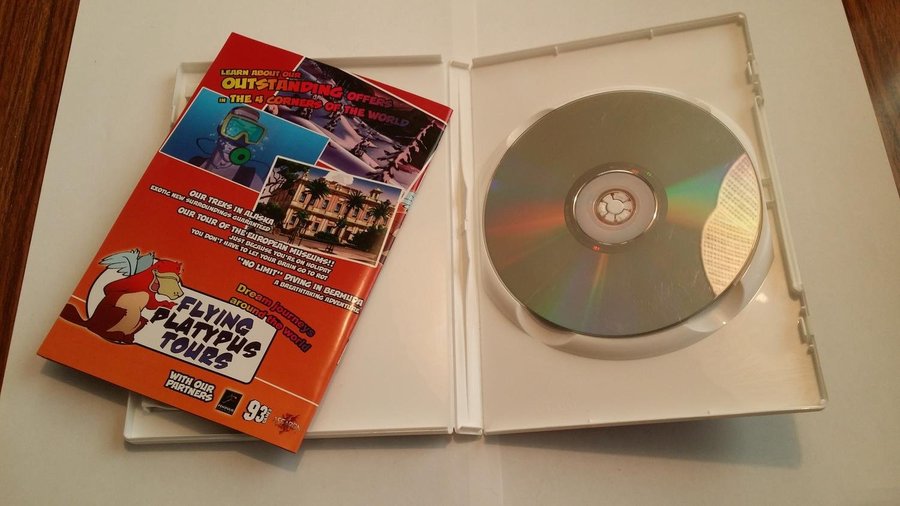 LEARN ABOUT OUR
OUTSTANDING OFFERS
IN THE 4 CORNERS OF THE WORLD
OUR TREKS IN ALASKA
EXOTIC NEW SURROUNDINGS GUARANTEED!
OUR TOUR OF THE EUROPEAN MUSEUMS!!
JUST BECAUSE YOU'RE ON HOLIDAY
YOU DON'T HAVE TO LET YOUR BRAIN GO TO ROT
"NO LIMIT" DIVING IN BERMUDA
A BREATHTAKING ADVENTURE
Dream journeys
around the world
FLYING
PLATYPUS
TOURS
WITH OUR
PARTNERS
93